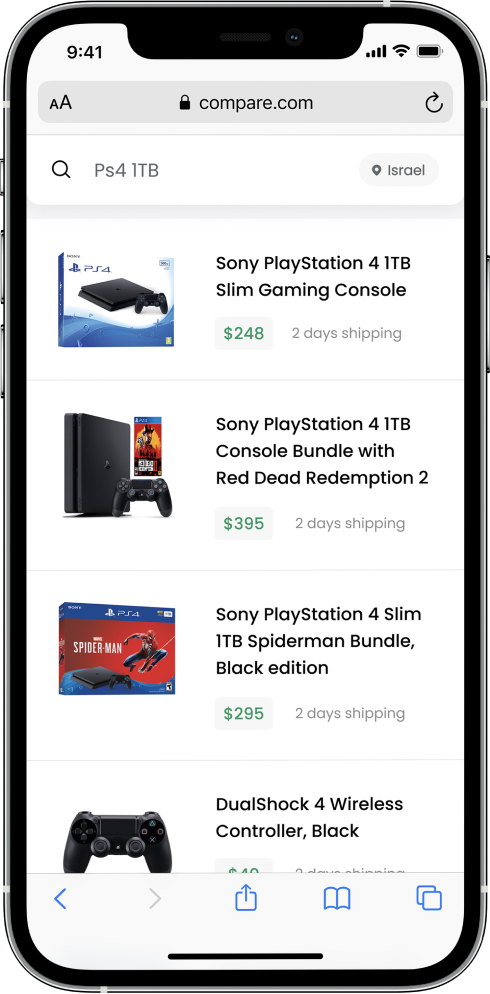 9:41
AA
compare.com
Ps4 1TB
Israel
SONY
PS4
Sony PlayStation 4 1TB
Slim Gaming Console
$248
2 days shipping
Sony PlayStation 4 1TB
Console Bundle with
Red Dead Redemption 2
$395
2 days shipping
SONY
PS4
MARVEL
SPIDER-MAN
Sony PlayStation 4 Slim
1TB Spiderman Bundle,
Black edition
$295
2 days shipping
DualShock 4 Wireless
Controller, Black